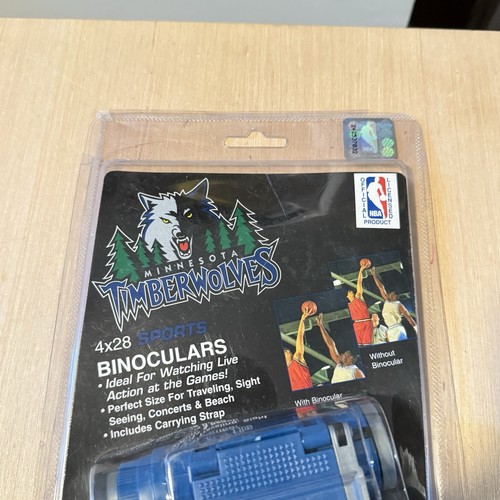 OFFICIAL LICENSED
NBA
PRODUCT
MINNESOTA
TIMBERWOLVES
4x28 SPORTS
BINOCULARS
• Ideal For Watching Live
Action at the Games!
• Perfect Size For Traveling, Sight
Seeing, Concerts & Beach
• Includes Carrying Strap
Without
Binocular
With Binocular